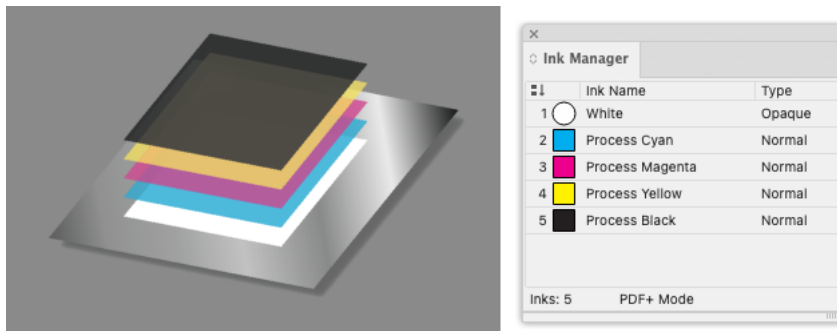 Ink Manager
Ink Name Type
1 White Opaque
2 Process Cyan Normal
3 Process Magenta Normal
4 Process Yellow Normal
5 Process Black Normal
Inks: 5 PDF+ Mode